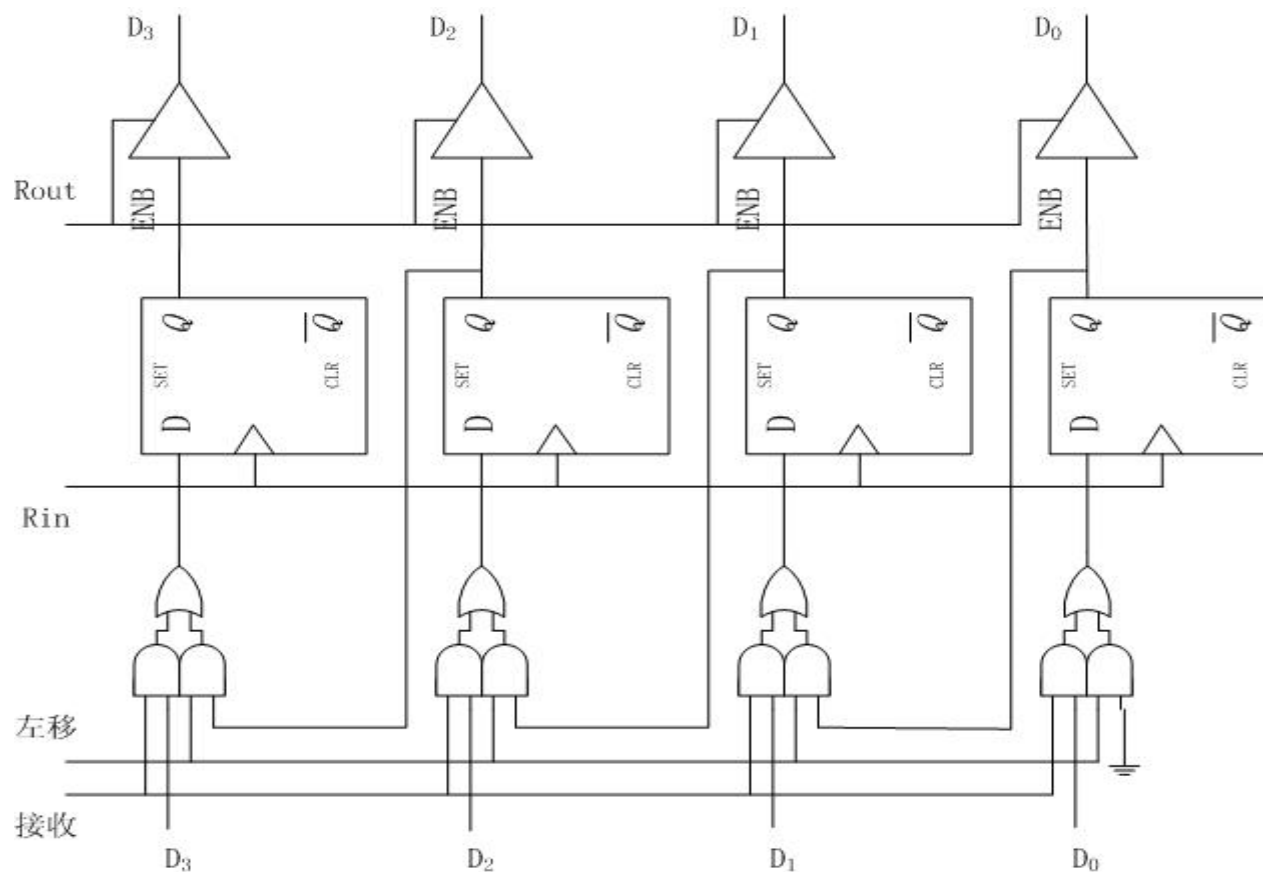 D₃ D₂ D₁ D₀
Rout
ENB ENB ENB ENB
Q Q̅ Q Q̅ Q Q̅ Q Q̅
SET CLR SET CLR SET CLR SET CLR
D D D D
Rin
左移
接收
D₃ D₂ D₁ D₀